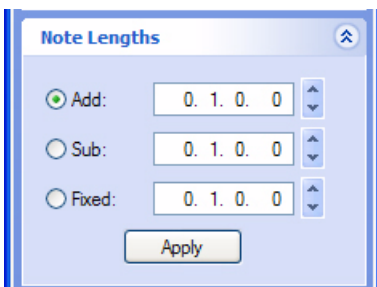 Note Lengths
Add: 0. 1. 0. 0
Sub: 0. 1. 0. 0
Fixed: 0. 1. 0. 0
Apply